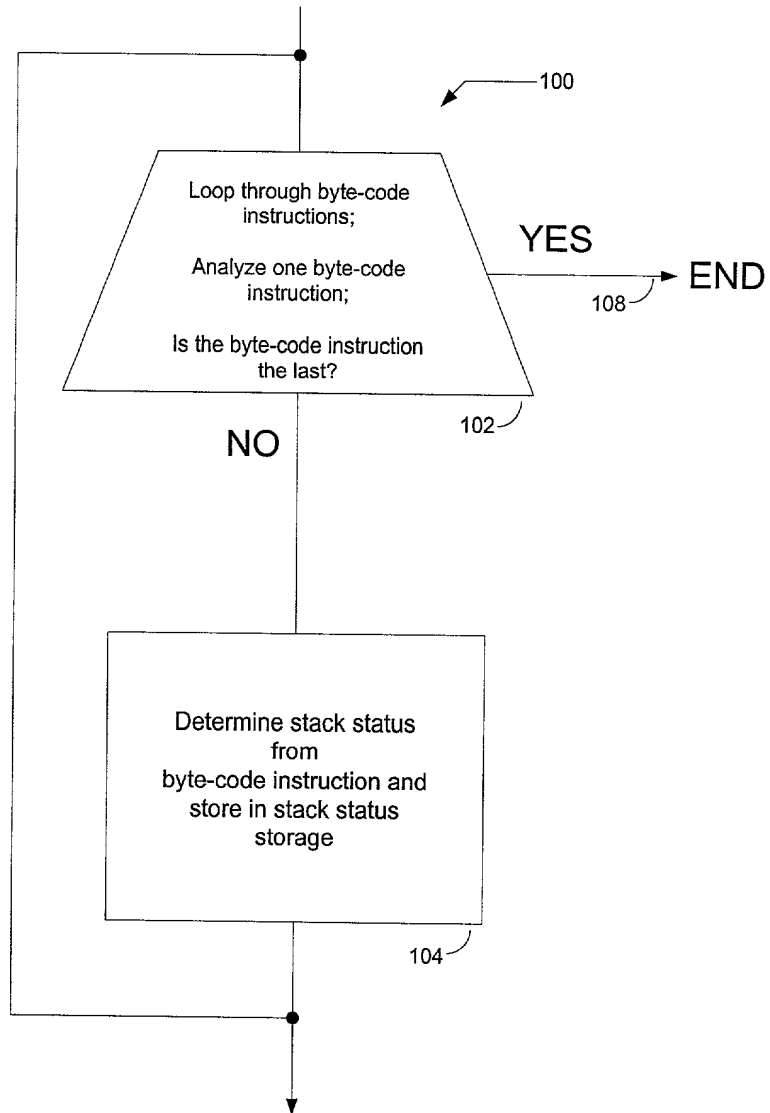 100
Loop through byte-code
instructions;
Analyze one byte-code
instruction;
Is the byte-code instruction
the last?
YES
END
108
102
NO
Determine stack status
from
byte-code instruction and
store in stack status
storage
104